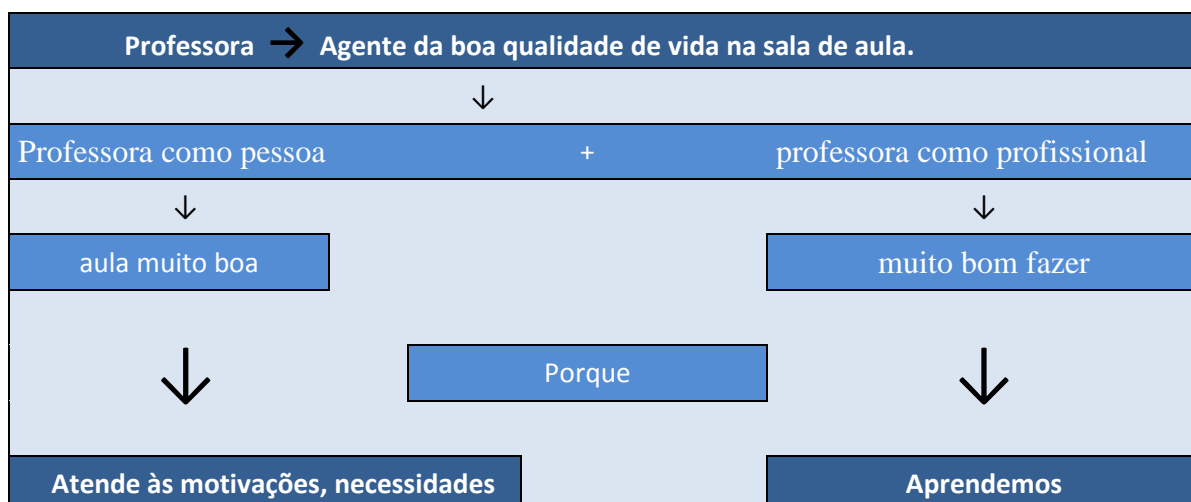 Professora → Agente da boa qualidade de vida na sala de aula.
↓
Professora como pessoa + professora como profissional
↓ ↓
aula muito boa muito bom fazer
↓ Porque ↓
Atende às motivações, necessidades Aprendemos